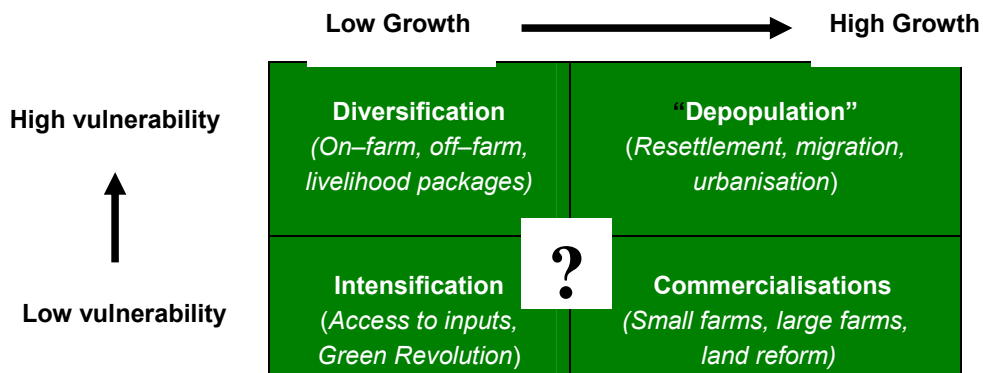 Low Growth
High Growth
High vulnerability
Diversification
(On–farm, off–farm,
livelihood packages)
“Depopulation”
(Resettlement, migration,
urbanisation)
?
Low vulnerability
Intensification
(Access to inputs,
Green Revolution)
Commercialisations
(Small farms, large farms,
land reform)